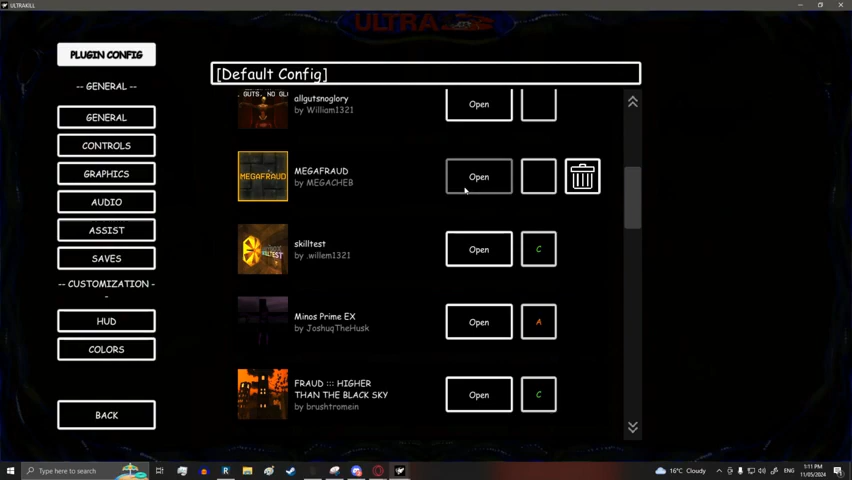 ULTRAKILL
ULTRA
PLUGIN CONFIG
-- GENERAL --
GENERAL
CONTROLS
GRAPHICS
AUDIO
ASSIST
SAVES
-- CUSTOMIZATION -
-
HUD
COLORS
BACK
[Default Config]
allgutsnoglory
by William1321
Open
MEGAFRAUD
MEGAFRAUD
by MEGACHEB
Open
skilltest
by .willem1321
Open
C
Minos Prime EX
by JoshuqTheHusk
Open
A
FRAUD ::: HIGHER
THAN THE BLACK SKY
by brushtromein
Open
C
Type here to search
16°C Cloudy
ENG
1:11 PM
11/05/2024